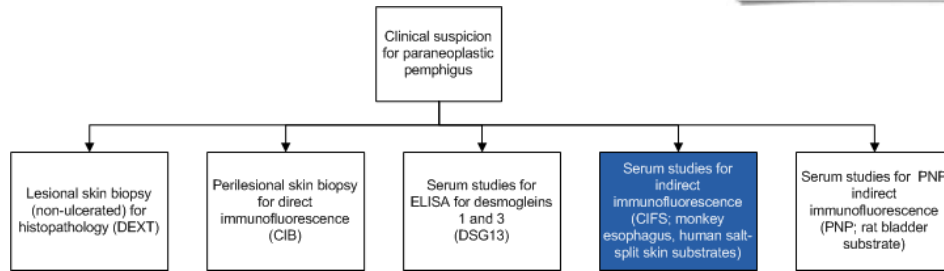 Clinical suspicion
for paraneoplastic
pemphigus
Lesional skin biopsy
(non-ulcerated) for
histopathology (DEXT)
Perilesional skin biopsy
for direct
immunofluorescence
(CIB)
Serum studies for
ELISA for desmogleins
1 and 3
(DSG13)
Serum studies for
indirect
immunofluorescence
(CIFS; monkey
esophagus, human salt-
split skin substrates)
Serum studies for PNP
indirect
immunofluorescence
(PNP; rat bladder
substrate)